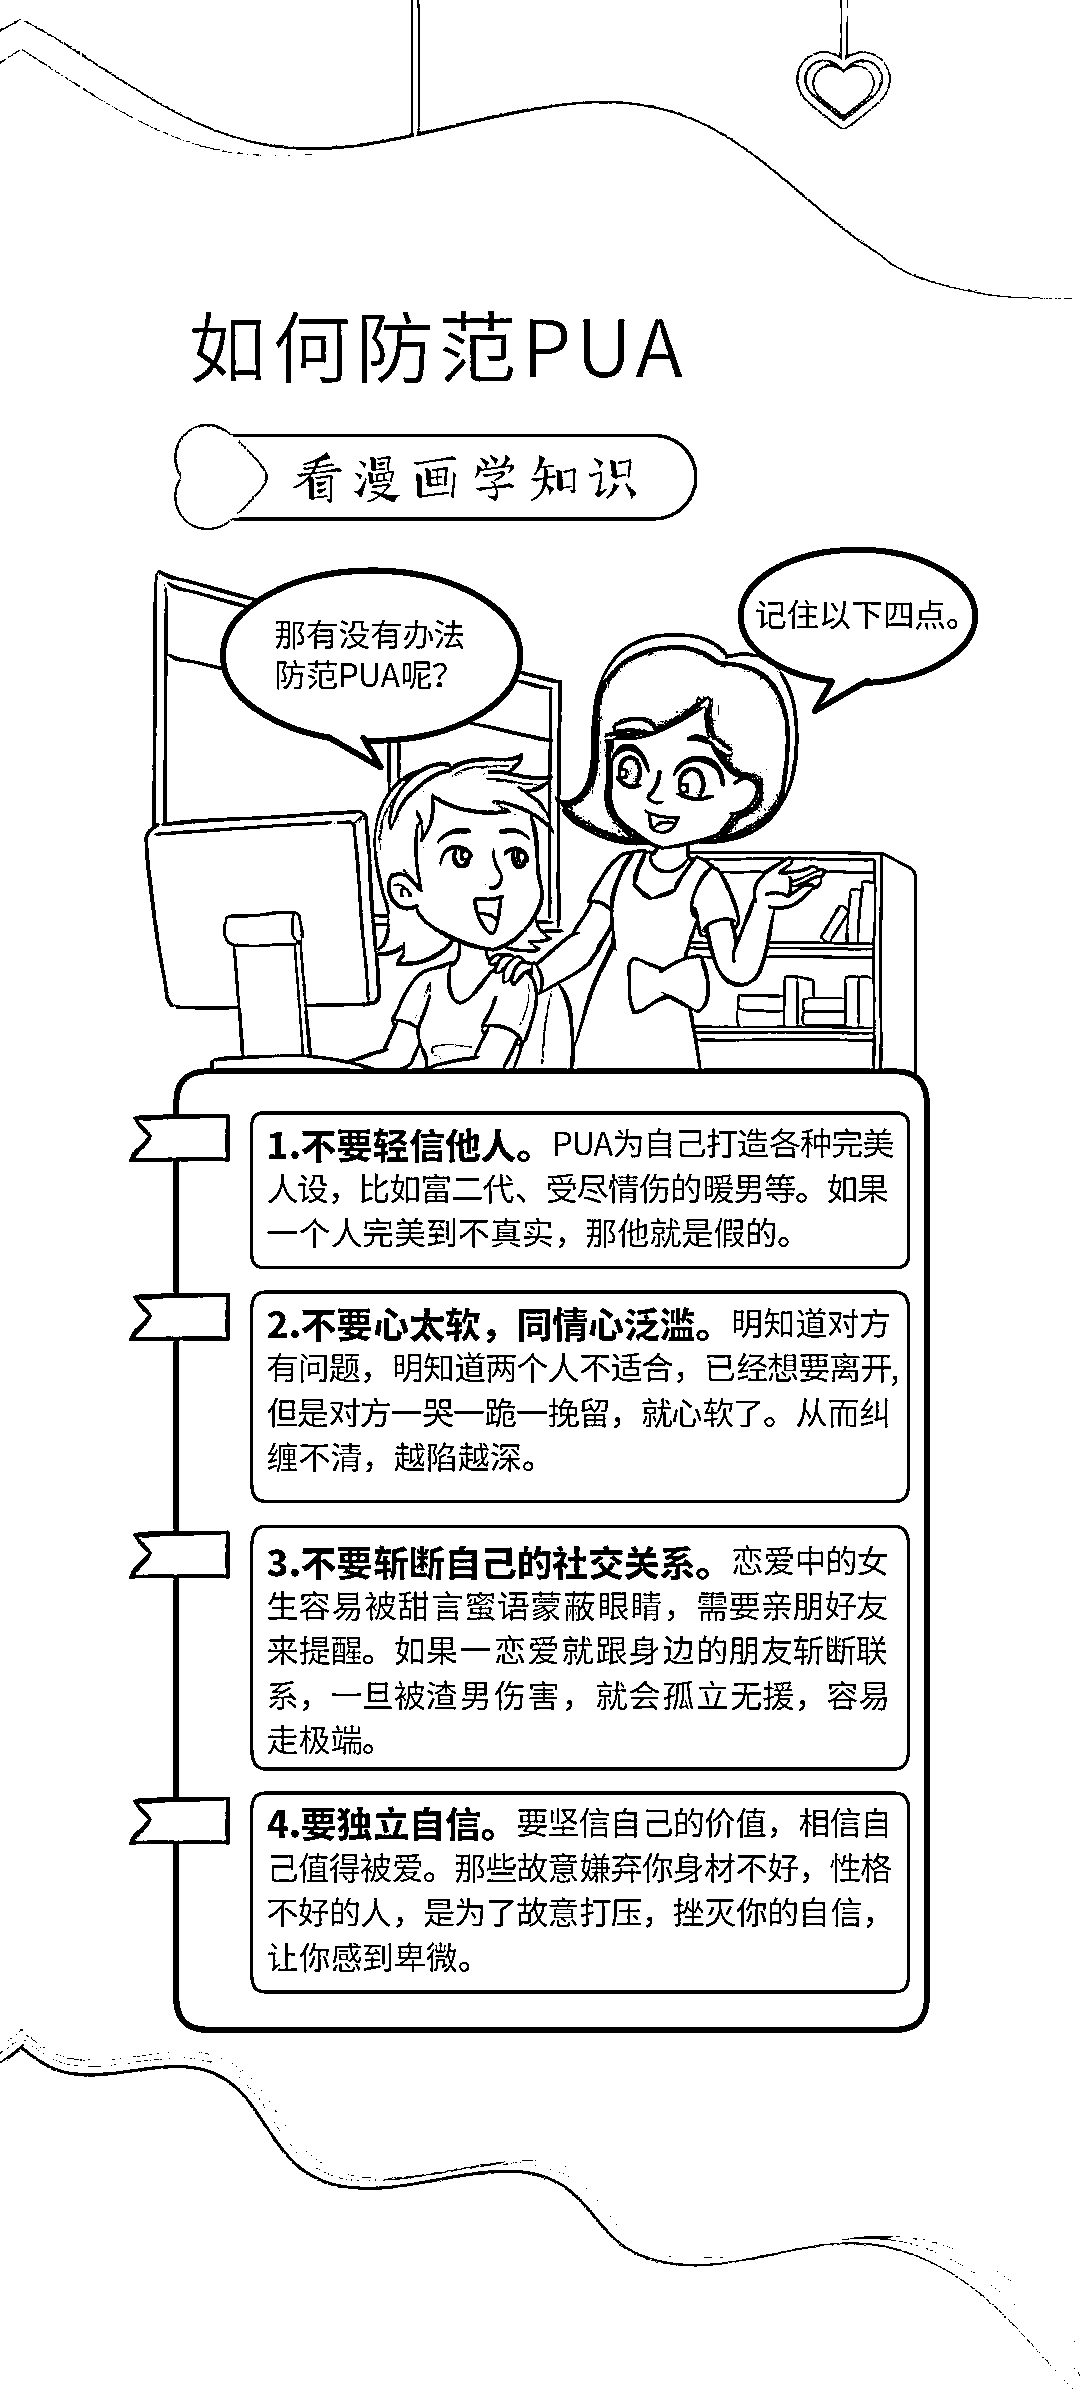 如何防范PUA
看漫画学知识
那有没有办法
防范PUA呢?
记住以下四点。
1.不要轻信他人。PUA为自己打造各种完美
人设，比如富二代、受尽情伤的暖男等。如果
一个人完美到不真实，那他就是假的。
2.不要心太软，同情心泛滥。明知道对方
有问题，明知道两个人不适合，已经想要离开,
但是对方一哭一跪一挽留，就心软了。从而纠
缠不清，越陷越深。
3.不要斩断自己的社交关系。恋爱中的女
生容易被甜言蜜语蒙蔽眼睛，需要亲朋好友
来提醒。如果一恋爱就跟身边的朋友斩断联
系，一旦被渣男伤害，就会孤立无援，容易
走极端。
4.要独立自信。要坚信自己的价值，相信自
己值得被爱。那些故意嫌弃你身材不好，性格
不好的人，是为了故意打压，挫灭你的自信，
让你感到卑微。